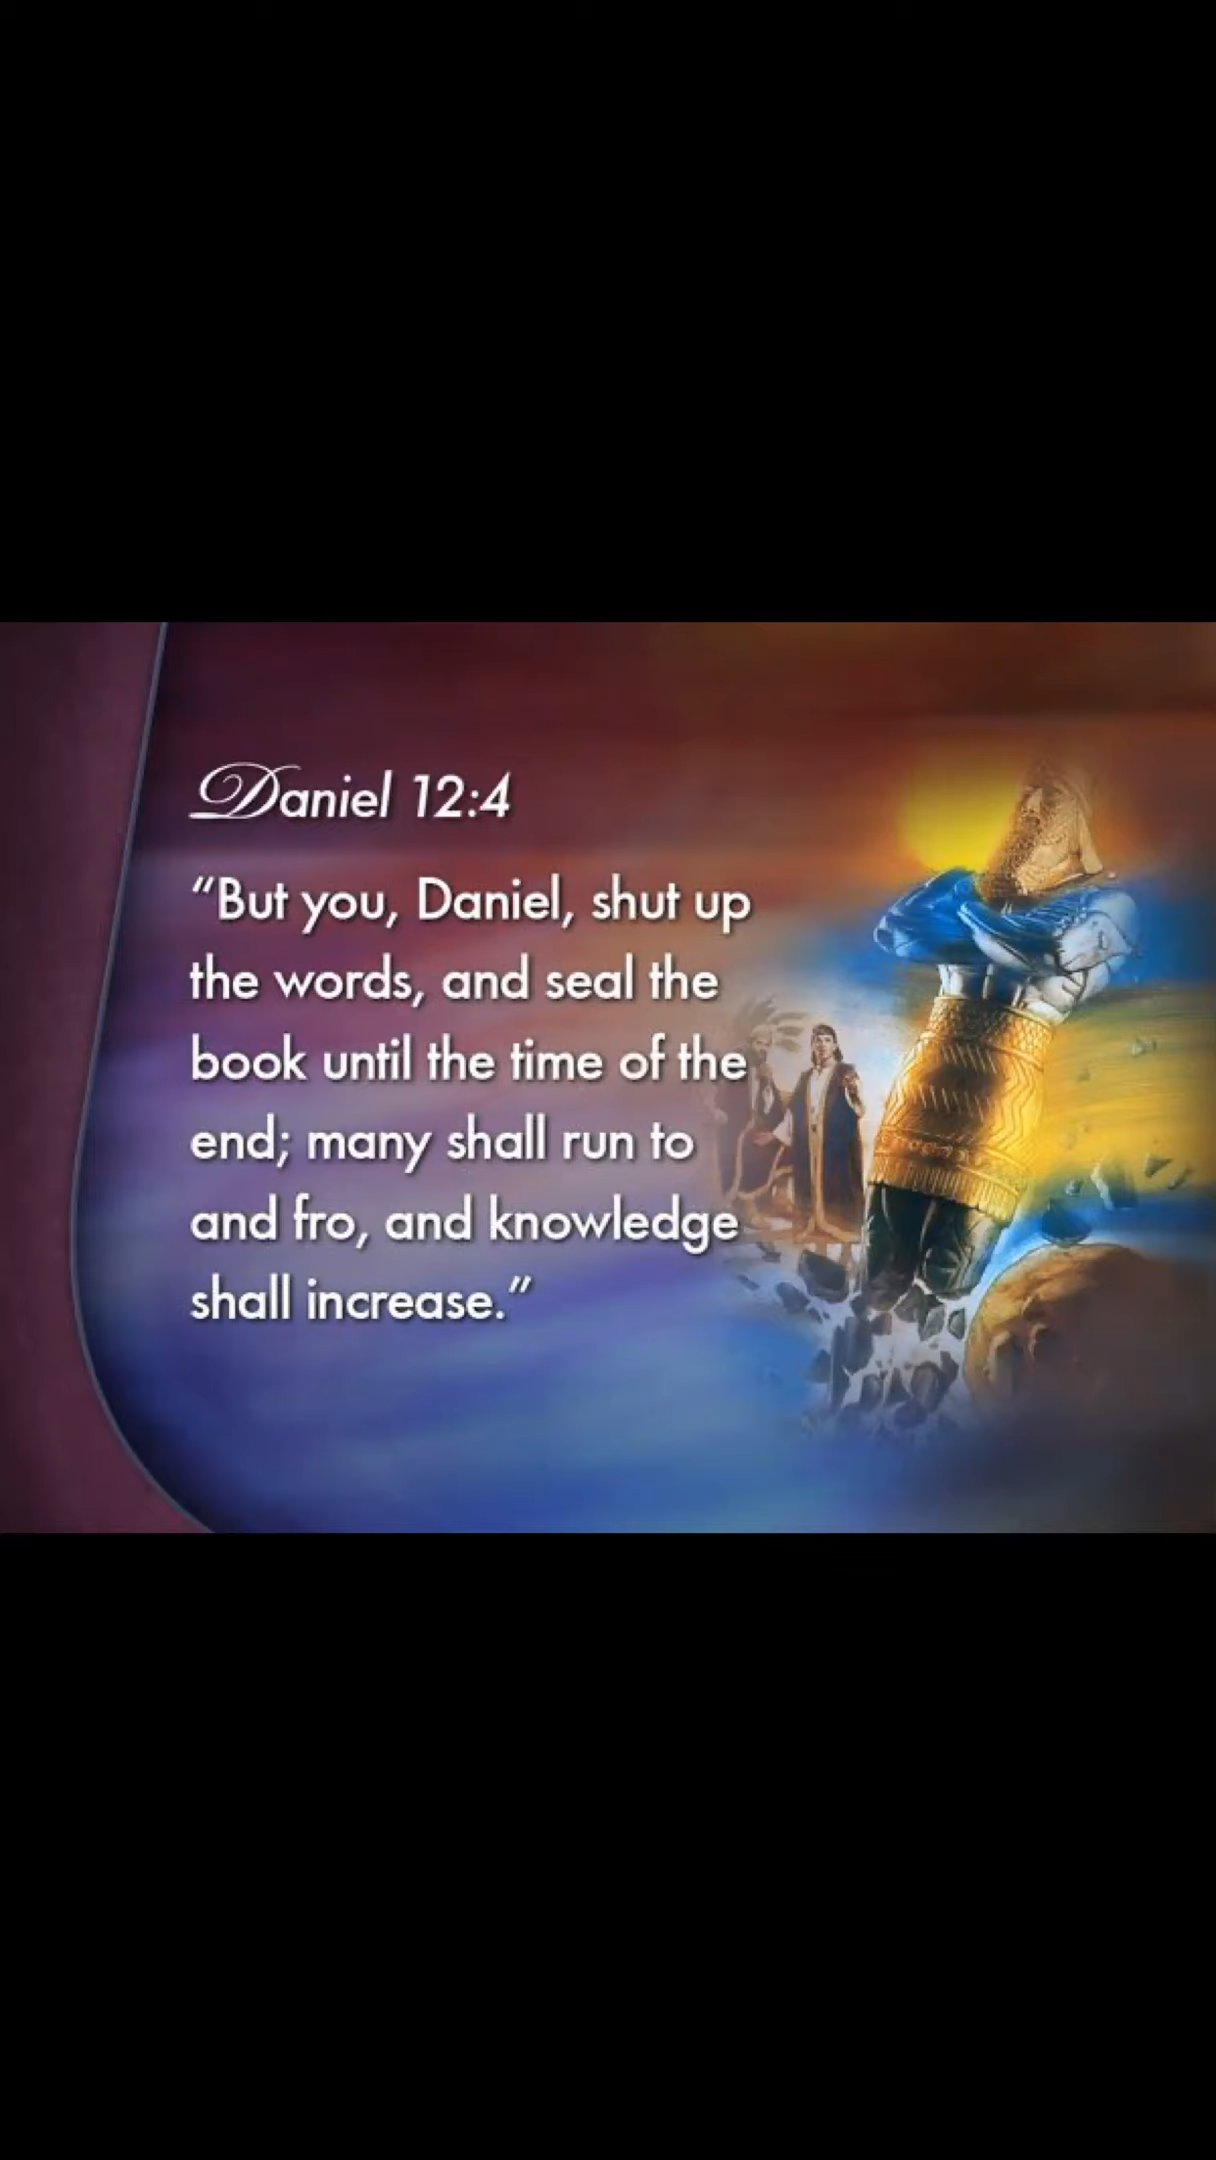 Daniel 12:4
“But you, Daniel, shut up
the words, and seal the
book until the time of the
end; many shall run to
and fro, and knowledge
shall increase.”